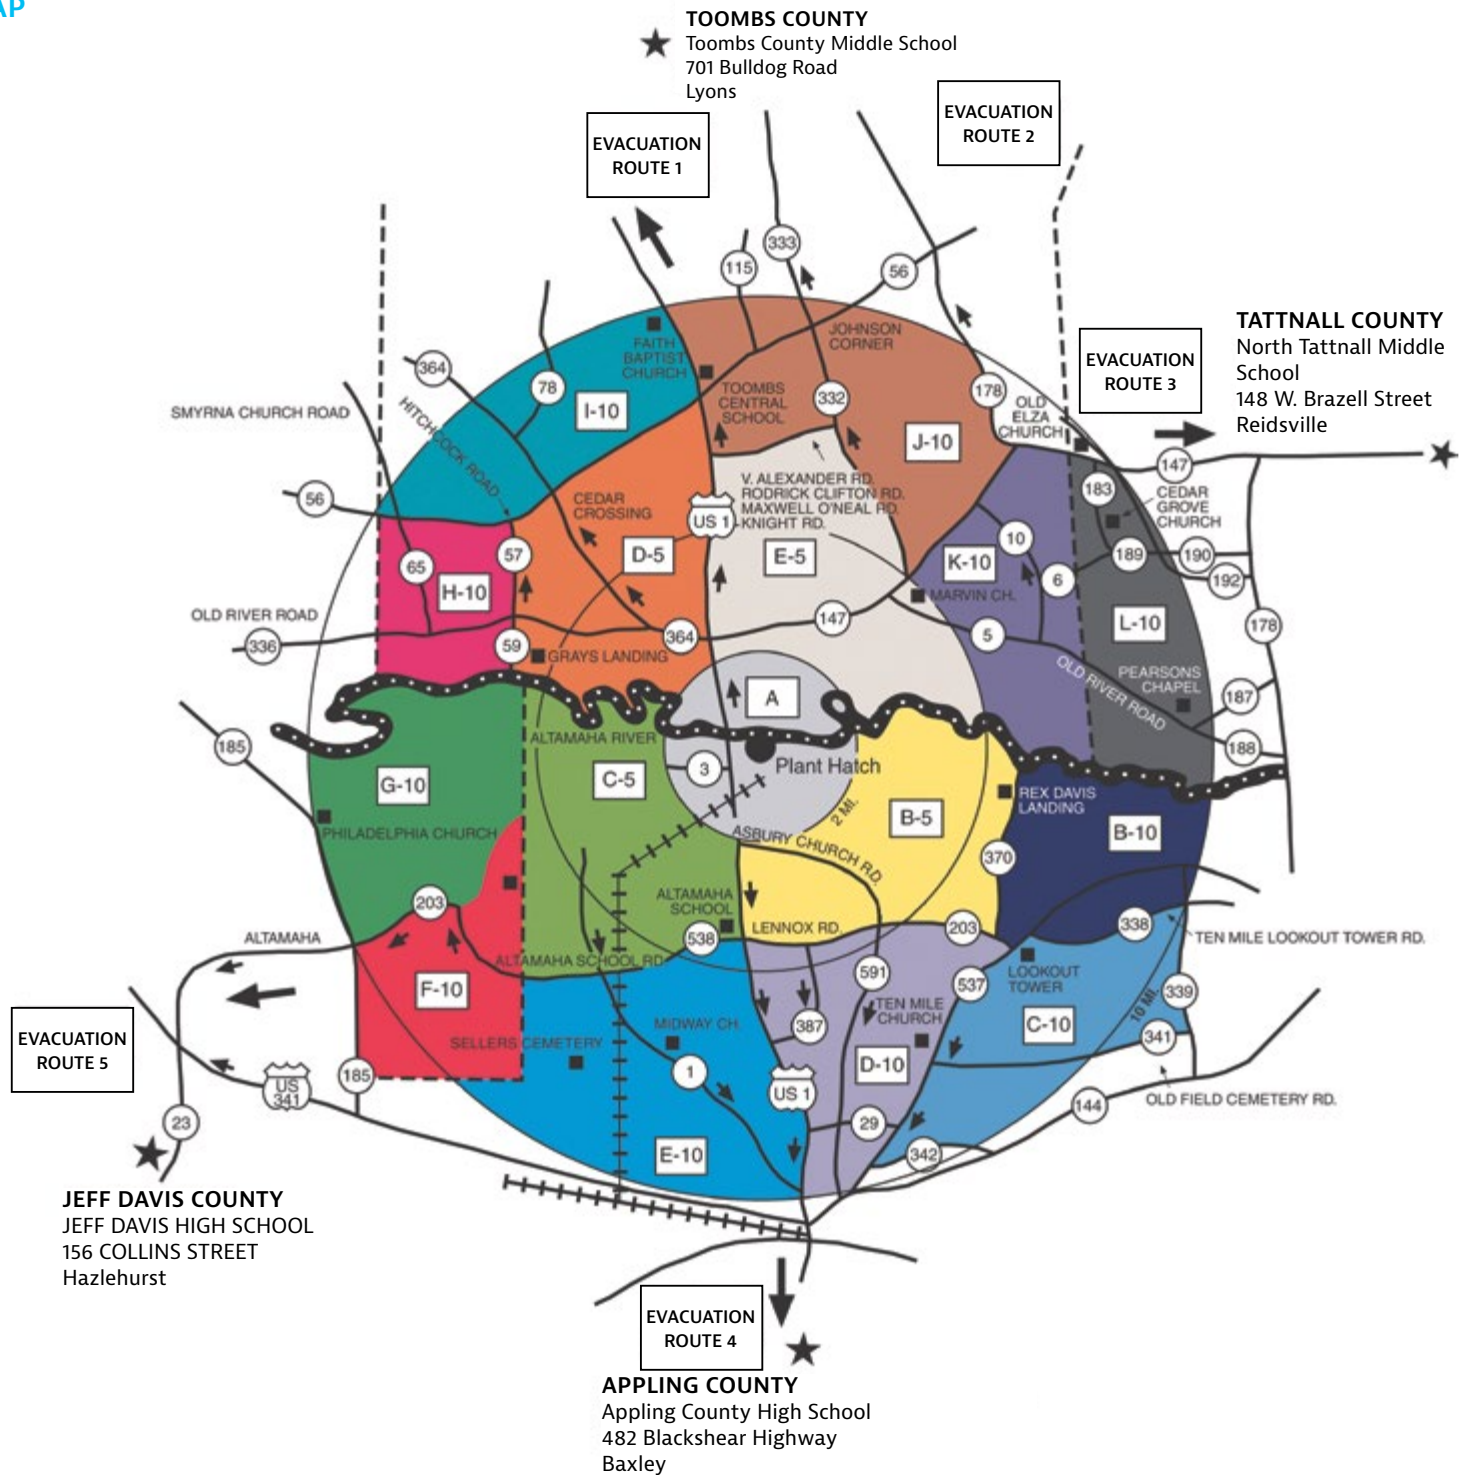 AP
TOOMBS COUNTY
Toombs County Middle School
701 Bulldog Road
Lyons
EVACUATION
ROUTE 1
EVACUATION
ROUTE 2
333
115
56
TATTNALL COUNTY
North Tattnall Middle
School
148 W. Brazell Street
Reidsville
EVACUATION
ROUTE 3
JOHNSON
CORNER
FAITH
BAPTIST
CHURCH
364
78
I-10
SMYRNA CHURCH ROAD
HITCHCOCK ROAD
TOOMBS
CENTRAL
SCHOOL
332
178
OLD
ELZA
CHURCH
J-10
147
183
CEDAR
GROVE
CHURCH
56
CEDAR
CROSSING
V. ALEXANDER RD.
RODRICK CLIFTON RD.
MAXWELL O'NEAL RD.
KNIGHT RD.
US 1
57
D-5
E-5
10
K-10
189
190
192
65
H-10
6
MARVIN CH.
L-10
OLD RIVER ROAD
336
59
GRAYS LANDING
364
147
5
178
OLD RIVER ROAD
PEARSONS
CHAPEL
187
188
A
185
ALTAMAHA RIVER
G-10
C-5
3
Plant Hatch
2 MI.
B-5
REX DAVIS
LANDING
B-10
PHILADELPHIA CHURCH
ASBURY CHURCH R.D.
370
203
ALTAMAHA
SCHOOL
538
LENNOX RD.
203
338
TEN MILE LOOKOUT TOWER RD.
ALTAMAHA
ALTAMAHA SCHOOL RD.
F-10
591
537
LOOKOUT
TOWER
10 MI.
339
EVACUATION
ROUTE 5
SELLERS CEMETERY
MIDWAY CH.
387
TEN MILE
CHURCH
C-10
341
US
341
185
1
US 1
D-10
144
OLD FIELD CEMETERY RD.
23
29
342
E-10
JEFF DAVIS COUNTY
JEFF DAVIS HIGH SCHOOL
156 COLLINS STREET
Hazlehurst
EVACUATION
ROUTE 4
APPLING COUNTY
Appling County High School
482 Blackshear Highway
Baxley